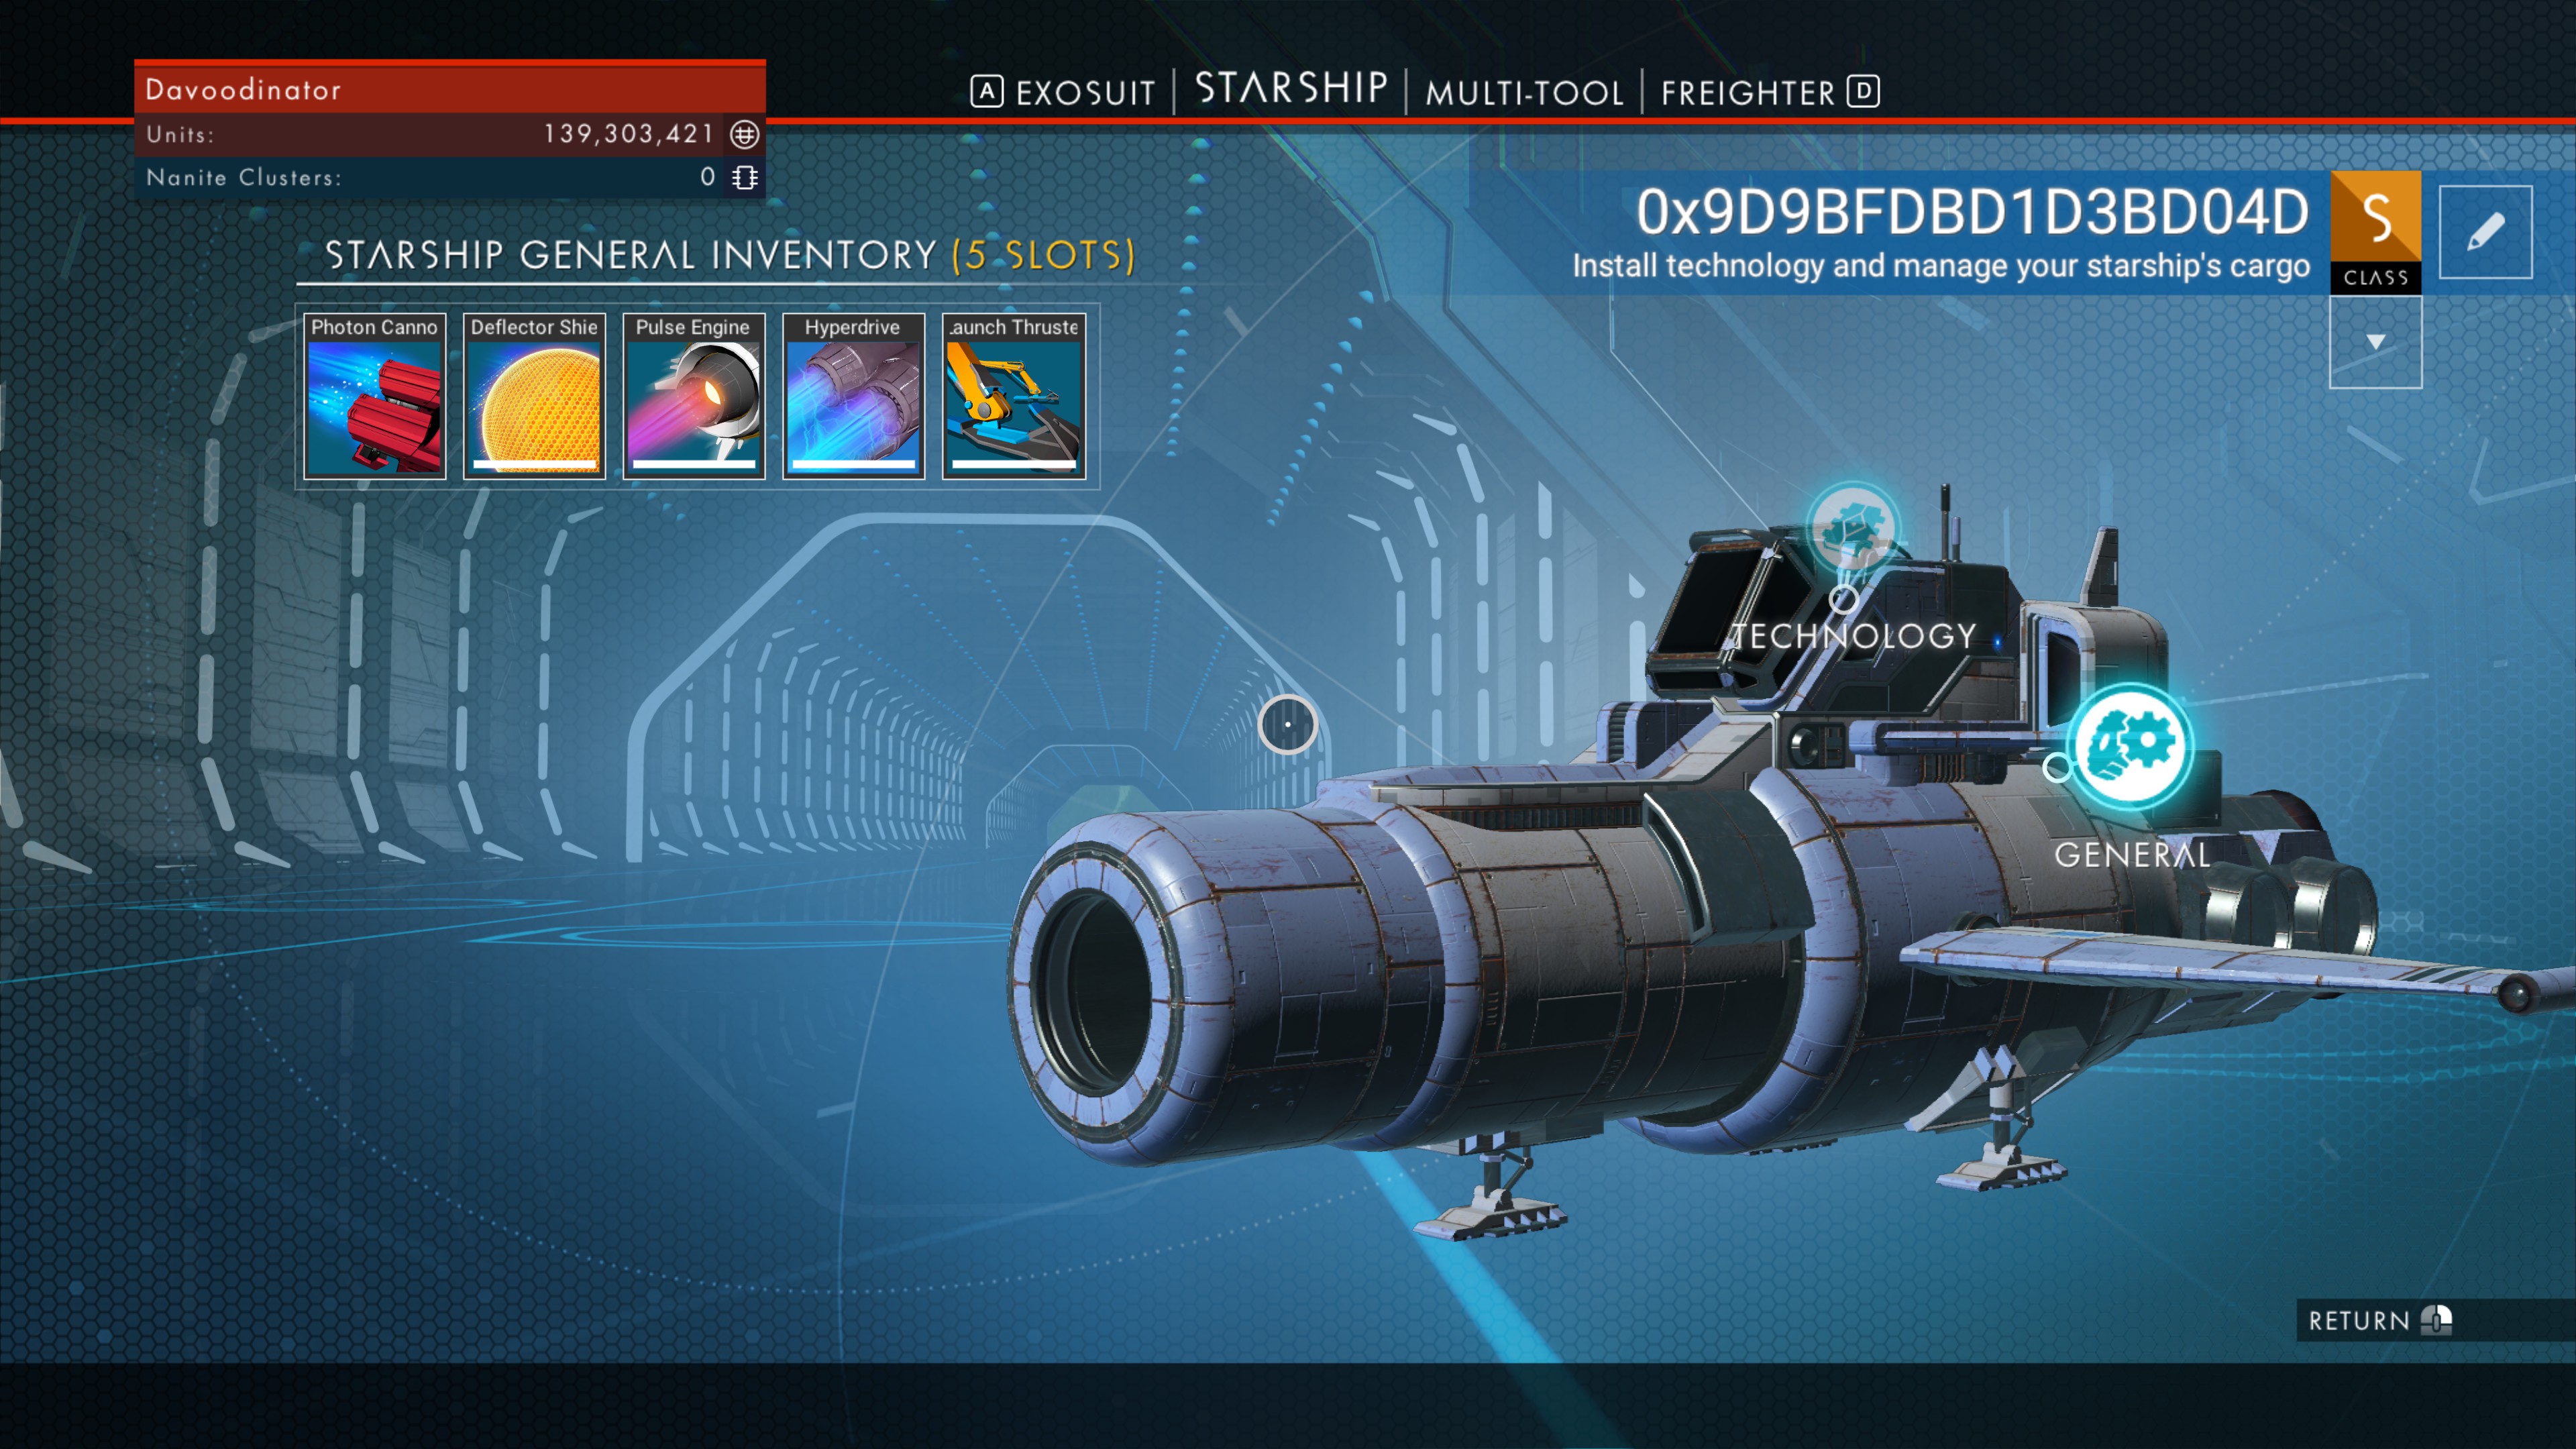 Davoodinator
Units: 139,303,421
Nanite Clusters: 0
A EXOSUIT STARSHIP MULTI-TOOL FREIGHTER D
0x9D9BFDBD1D3BD04D
Install technology and manage your starship's cargo
S
CLASS
STARSHIP GENERAL INVENTORY (5 SLOTS)
Photon Canno Deflector Shie Pulse Engine Hyperdrive aunch Thruste
TECHNOLOGY
GENERAL
RETURN